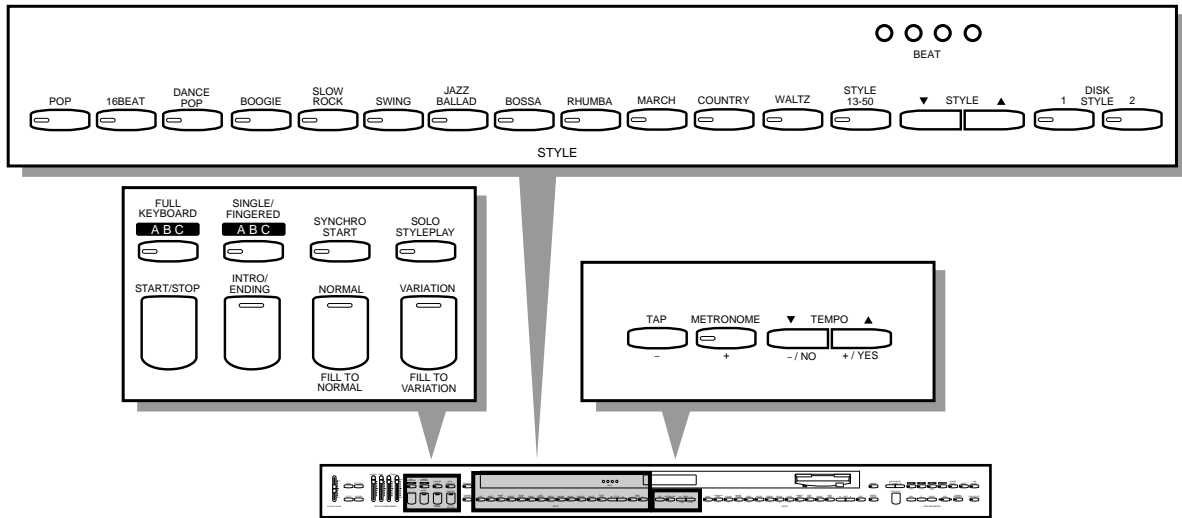 BEAT
POP 16BEAT DANCE POP BOOGIE SLOW ROCK SWING JAZZ BALLAD BOSSA RHUMBA MARCH COUNTRY WALTZ STYLE 13-50 ▼ STYLE ▲ 1 DISK STYLE 2
STYLE
FULL KEYBOARD SINGLE/ FINGERED SYNCHRO START SOLO STYLEPLAY
A B C A B C
START/STOP INTRO/ ENDING NORMAL VARIATION
FILL TO NORMAL FILL TO VARIATION
TAP METRONOME ▼ TEMPO ▲
– + – / NO + / YES